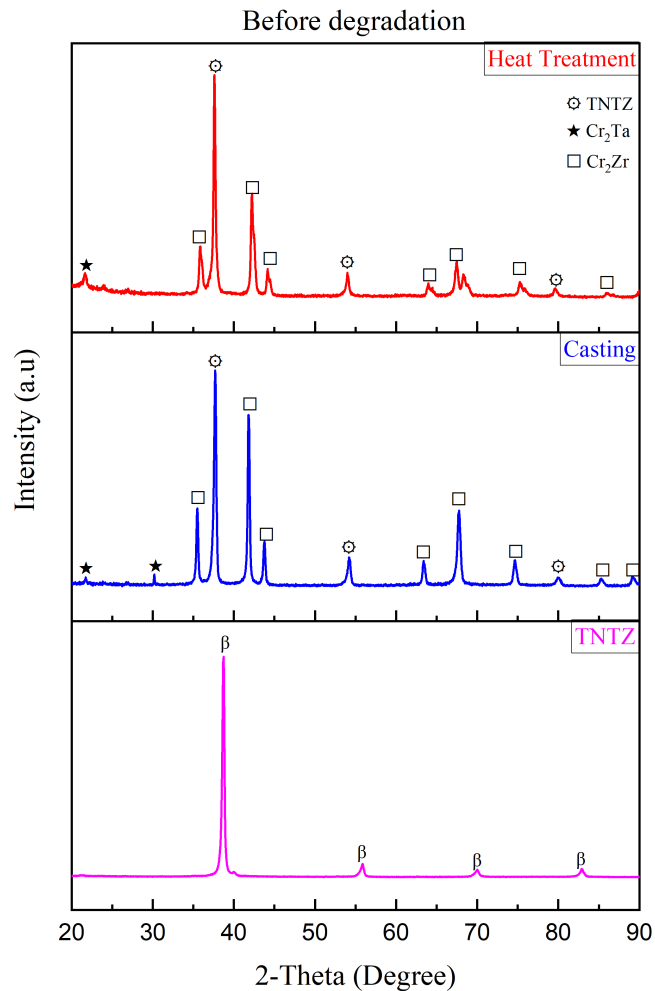 Before degradation
Heat Treatment
TNTZ
Cr₂Ta
Cr₂Zr
Casting
TNTZ
β
β
β
β
Intensity (a.u)
20 30 40 50 60 70 80 90
2-Theta (Degree)